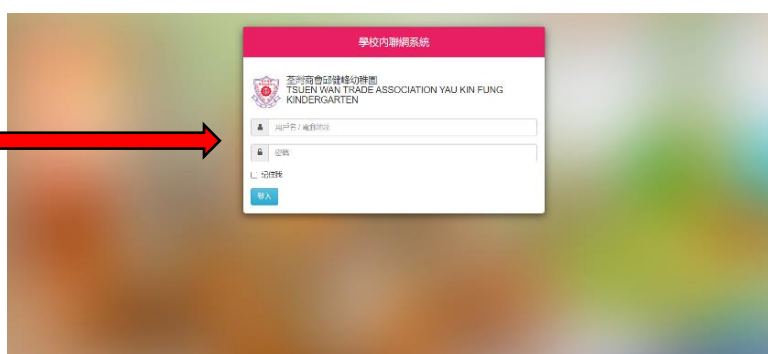 學校內聯網系統
荃灣商會邱健峰幼稚園
TSUEN WAN TRADE ASSOCIATION YAU KIN FUNG
KINDERGARTEN
用戶名 / 電郵地址
密碼
記住我
登入